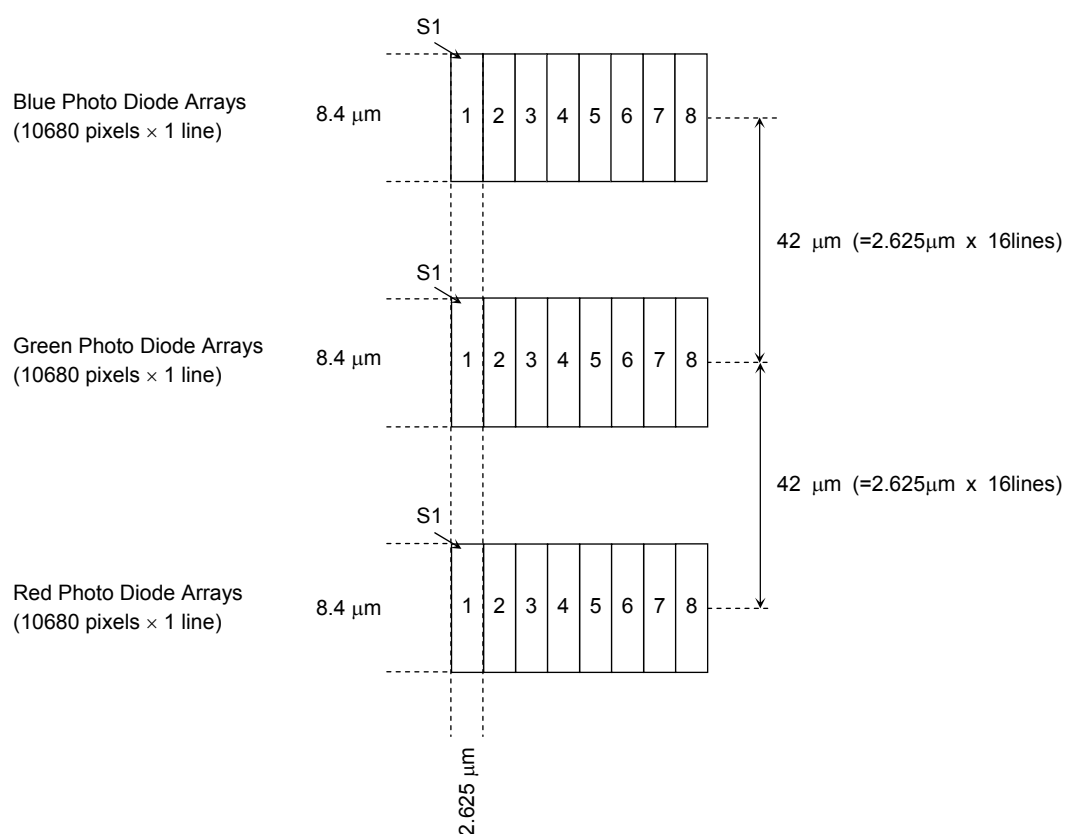 S1
Blue Photo Diode Arrays
(10680 pixels × 1 line)
8.4 μm
1 2 3 4 5 6 7 8
42 μm (=2.625μm x 16lines)
S1
Green Photo Diode Arrays
(10680 pixels × 1 line)
8.4 μm
1 2 3 4 5 6 7 8
42 μm (=2.625μm x 16lines)
S1
Red Photo Diode Arrays
(10680 pixels × 1 line)
8.4 μm
1 2 3 4 5 6 7 8
2.625 μm